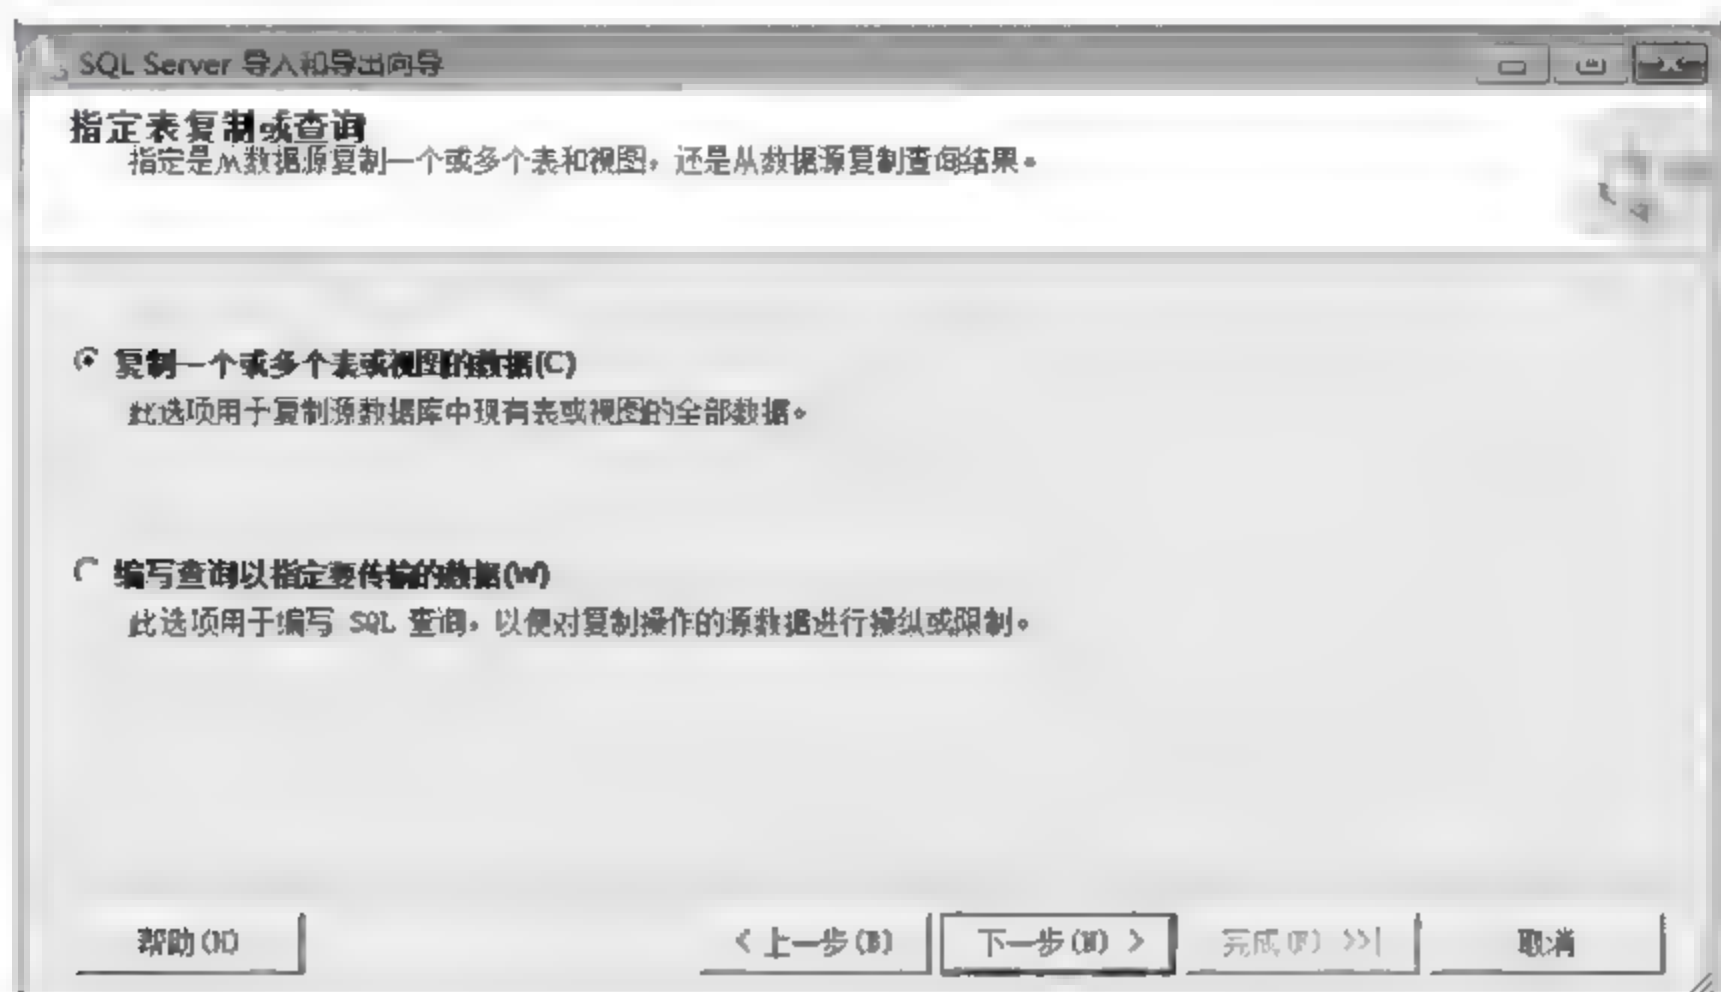 SQL Server 导入和导出向导
指定表复制或查询
指定是从数据源复制一个或多个表和视图，还是从数据源复制查询结果。
复制一个或多个表或视图的数据(C)
此选项用于复制源数据库中现有表或视图的全部数据。
编写查询以指定要传输的数据(W)
此选项用于编写 SQL 查询，以便对复制操作的源数据进行操纵或限制。
帮助(H) < 上一步(B) 下一步(N) > 完成(F) >>| 取消